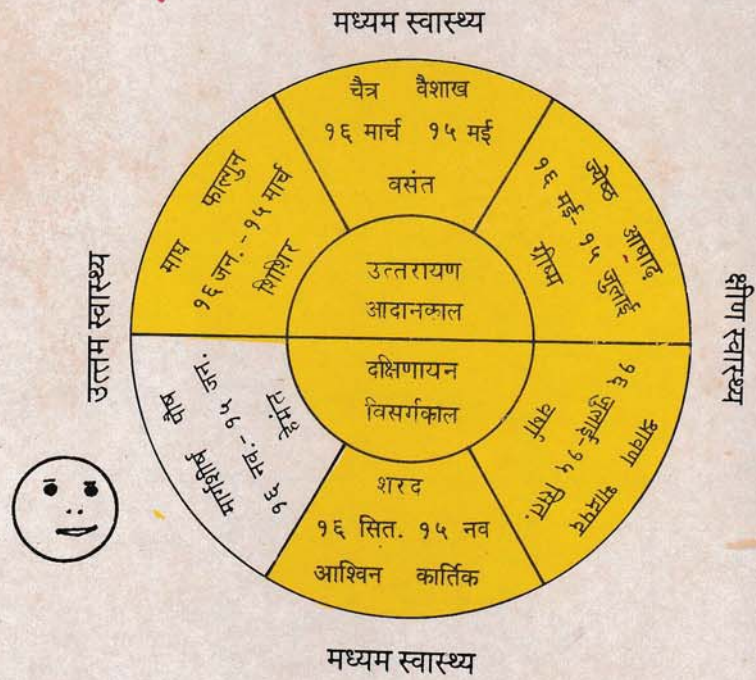 मध्यम स्वास्थ्य
चैत्र वैशाख
१६ मार्च १५ मई
वसंत
ज्येष्ठ आषाढ
१६ मई- १५ जुलाई
ग्रीष्म
माघ फाल्गुन
१६ जन. - १५ मार्च
शिशिर
उत्तरायण
आदानकाल
दक्षिणायन
विसर्गकाल
उत्तम स्वास्थ्य
क्षीण स्वास्थ्य
मार्गशीर्ष पौष
१६ नव.- १५ जन.
हेमंत
श्रावण भाद्रपद
१६ जुलाई-१५ सित.
वर्षा
शरद
१६ सित. १५ नव
आश्विन कार्तिक
मध्यम स्वास्थ्य